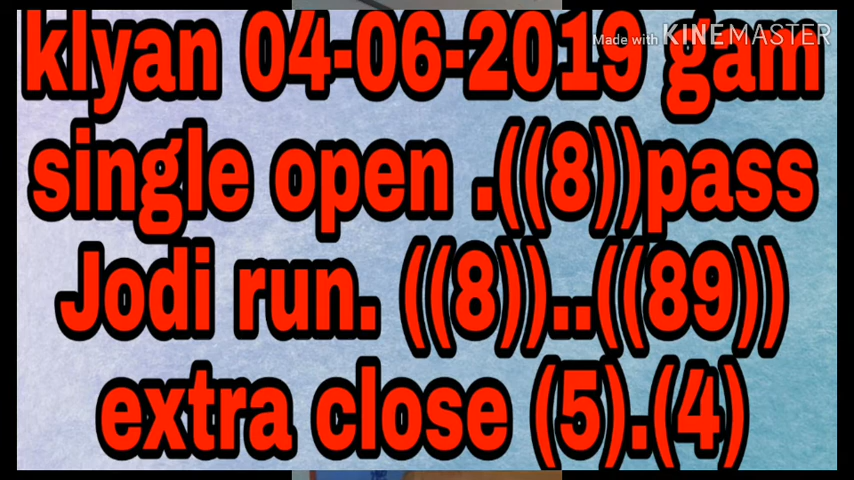 klyan 04-06-2019 gam
Made with KINEMASTER
single open .((8))pass
Jodi run. ((8))..((89))
extra close (5).(4)